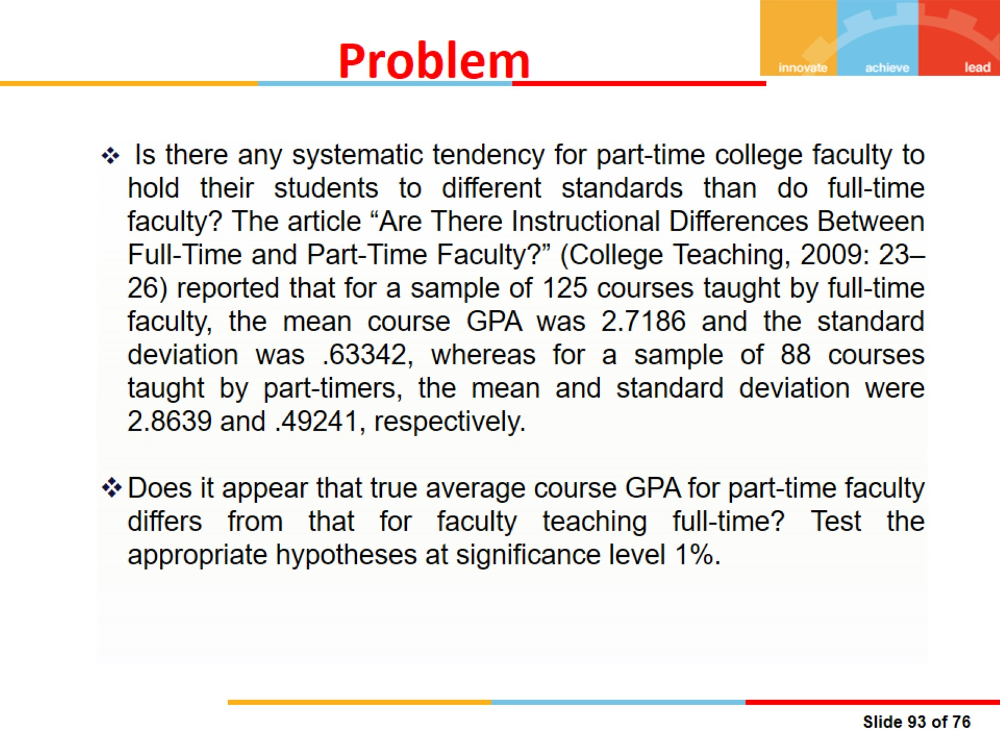 Problem
innovate achieve lead
❖ Is there any systematic tendency for part-time college faculty to
hold their students to different standards than do full-time
faculty? The article “Are There Instructional Differences Between
Full-Time and Part-Time Faculty?” (College Teaching, 2009: 23–
26) reported that for a sample of 125 courses taught by full-time
faculty, the mean course GPA was 2.7186 and the standard
deviation was .63342, whereas for a sample of 88 courses
taught by part-timers, the mean and standard deviation were
2.8639 and .49241, respectively.
❖ Does it appear that true average course GPA for part-time faculty
differs from that for faculty teaching full-time? Test the
appropriate hypotheses at significance level 1%.
Slide 93 of 76